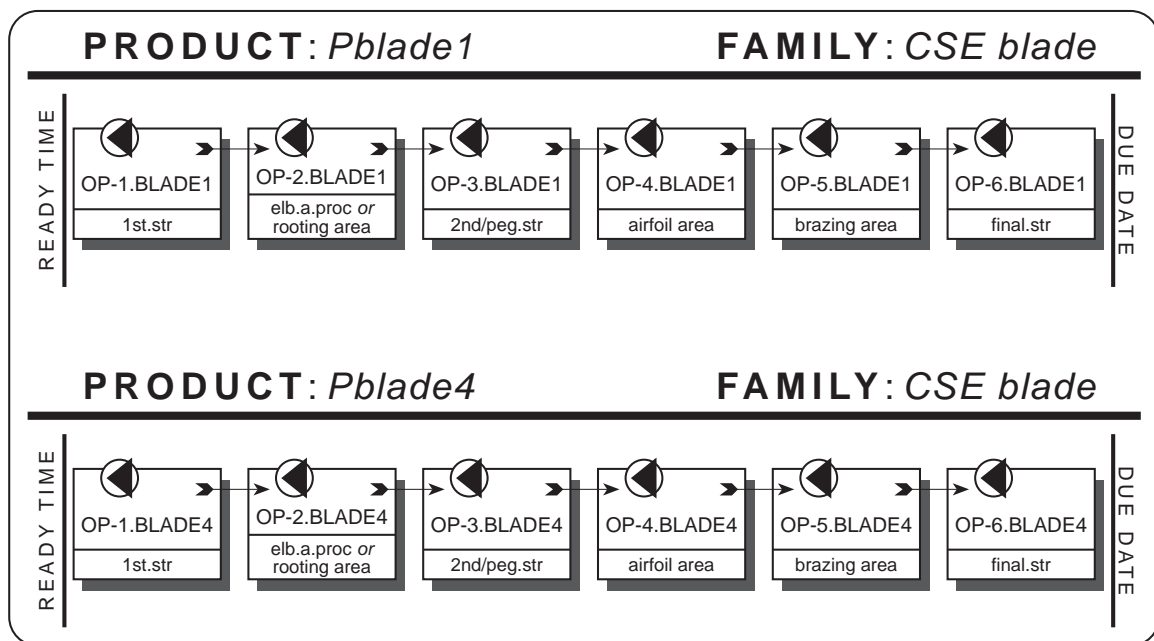 PRODUCT: Pblade1 FAMILY: CSE blade
READY TIME
OP-1.BLADE1
1st.str
OP-2.BLADE1
elb.a.proc or
rooting area
OP-3.BLADE1
2nd/peg.str
OP-4.BLADE1
airfoil area
OP-5.BLADE1
brazing area
OP-6.BLADE1
final.str
DUE DATE
PRODUCT: Pblade4 FAMILY: CSE blade
READY TIME
OP-1.BLADE4
1st.str
OP-2.BLADE4
elb.a.proc or
rooting area
OP-3.BLADE4
2nd/peg.str
OP-4.BLADE4
airfoil area
OP-5.BLADE4
brazing area
OP-6.BLADE4
final.str
DUE DATE